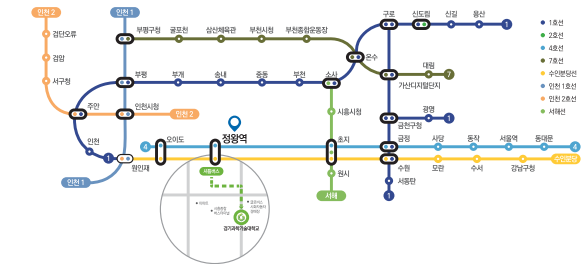 인천 2
인천 1
검단오류
검암
서구청
주안
인천
1
부평구청
굴포천
삼산체육관
부천시청
부천종합운동장
부평
부개
송내
중동
부천
소사
온수
인천시청
인천 2
원인재
인천 1
구로
신도림
신길
용산
1
대림
7
가산디지털단지
광명
1
금천구청
시흥시청
4
오이도
정왕역
초지
원시
서해
금정
사당
동작
서울역
동대문
4
수원
모란
수서
강남구청
수인분당
서동탄
1
1호선
2호선
4호선
7호선
수인분당선
인천 1호선
인천 2호선
서해선
경기과학기술대학교